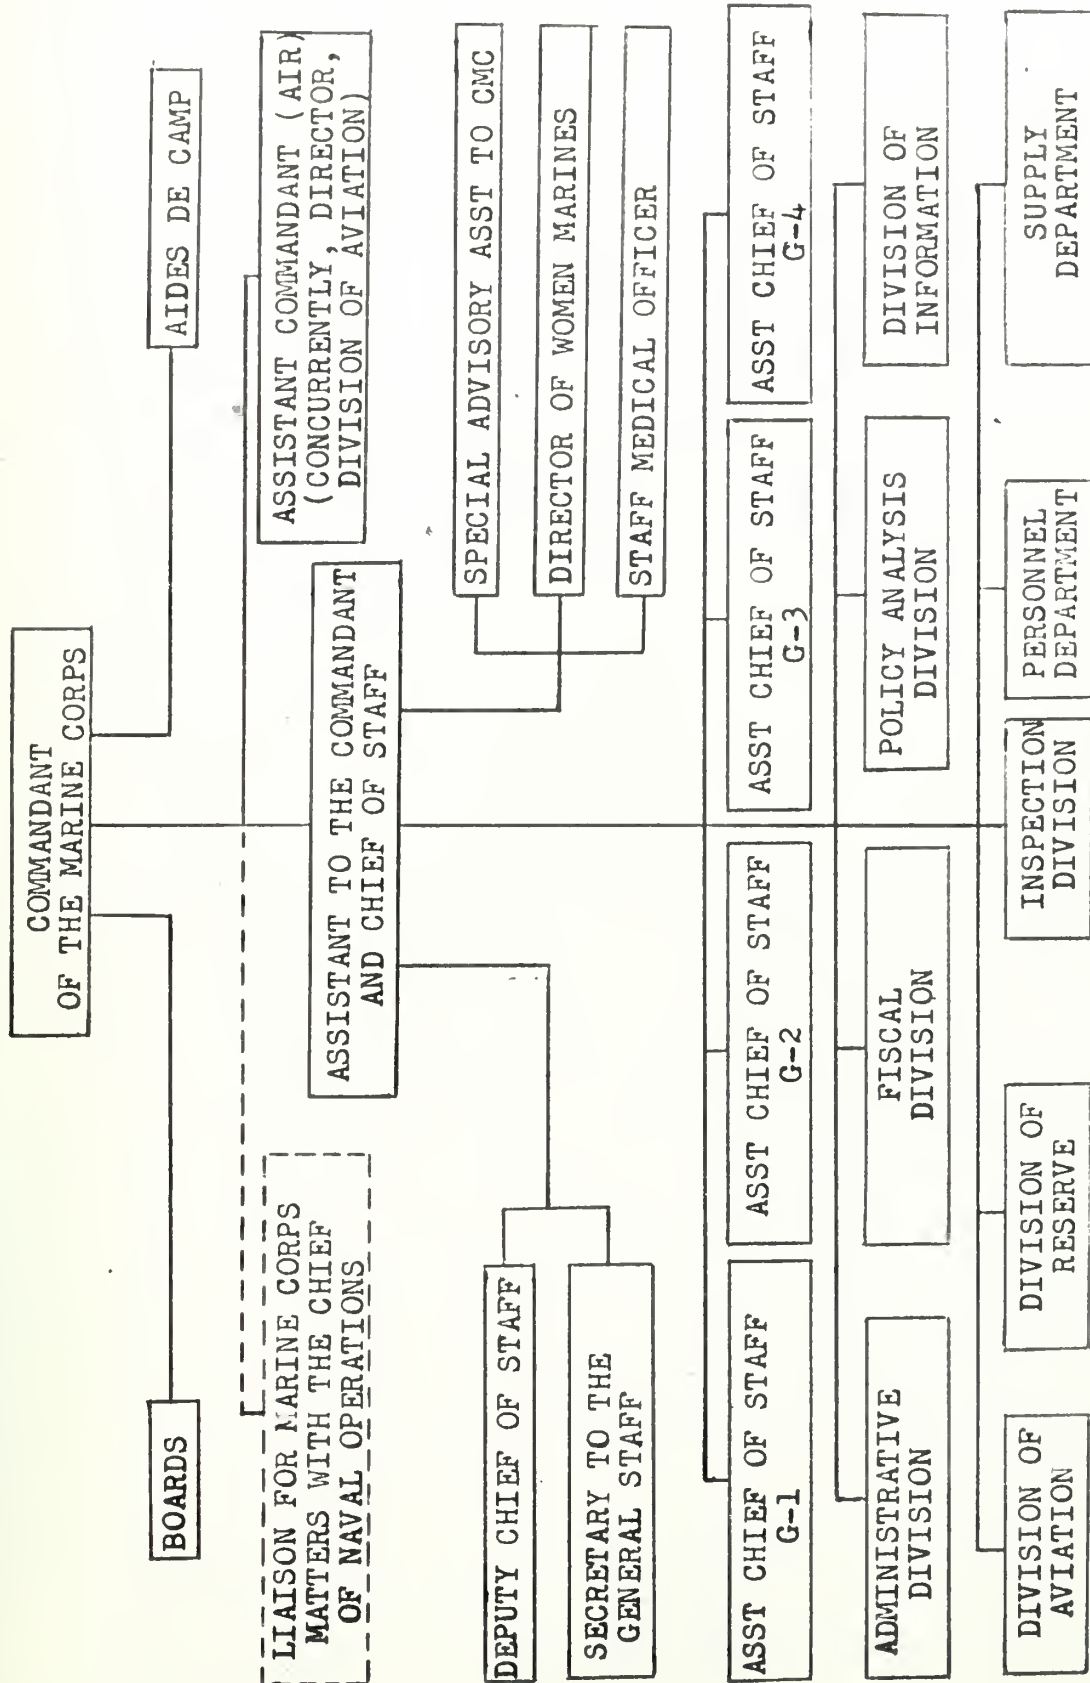 COMMANDANT
OF THE MARINE CORPS
BOARDS
AIDES DE CAMP
LIAISON FOR MARINE CORPS
MATTERS WITH THE CHIEF
OF NAVAL OPERATIONS
ASSISTANT COMMANDANT (AIR)
(CONCURRENTLY, DIRECTOR,
DIVISION OF AVIATION)
ASSISTANT TO THE COMMANDANT
AND CHIEF OF STAFF
DEPUTY CHIEF OF STAFF
SECRETARY TO THE
GENERAL STAFF
SPECIAL ADVISORY ASST TO CMC
DIRECTOR OF WOMEN MARINES
STAFF MEDICAL OFFICER
ASST CHIEF OF STAFF
G-1
ASST CHIEF OF STAFF
G-2
ASST CHIEF OF STAFF
G-3
ASST CHIEF OF STAFF
G-4
ADMINISTRATIVE
DIVISION
FISCAL
DIVISION
POLICY ANALYSIS
DIVISION
DIVISION OF
INFORMATION
DIVISION OF
AVIATION
DIVISION OF
RESERVE
INSPECTION
DIVISION
PERSONNEL
DEPARTMENT
SUPPLY
DEPARTMENT